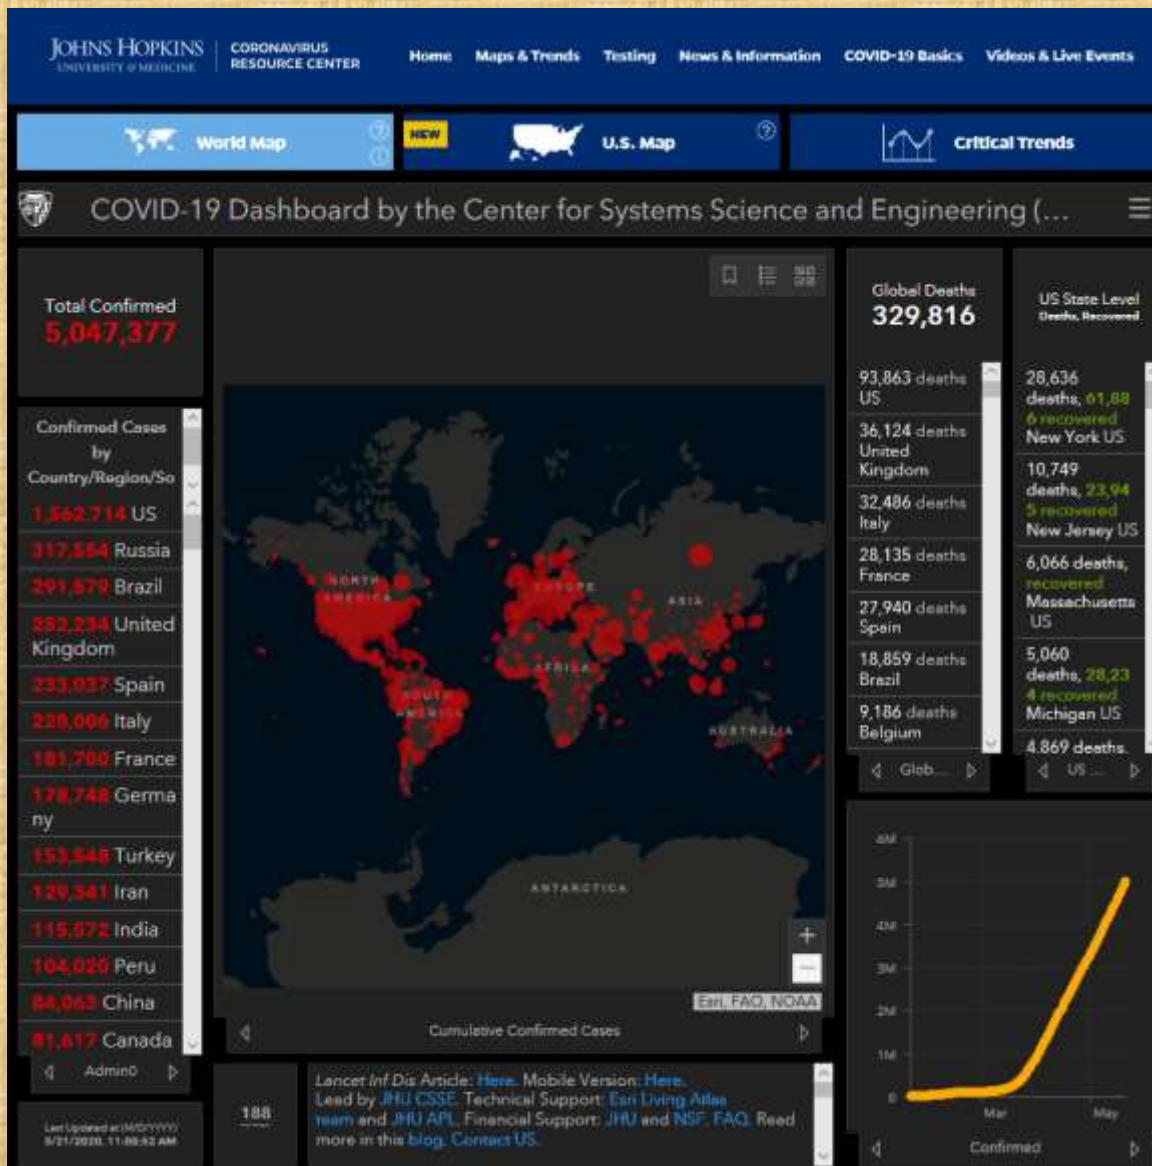 JOHNS HOPKINS
UNIVERSITY of MEDICINE
CORONAVIRUS
RESOURCE CENTER
Home
Maps & Trends
Testing
News & Information
COVID-19 Basics
Videos & Live Events
World Map
NEW
U.S. Map
Critical Trends
COVID-19 Dashboard by the Center for Systems Science and Engineering (...
Total Confirmed
5,047,377
Confirmed Cases
by
Country/Region/So
1,562,714 US
317,554 Russia
291,579 Brazil
252,234 United
Kingdom
233,037 Spain
228,006 Italy
181,700 France
178,748 Germa
ny
153,548 Turkey
129,341 Iran
115,572 India
104,020 Peru
84,063 China
81,617 Canada
Admin0
Last Updated at (M/D/YYYY)
5/21/2020,
NORTH
AMERICA
EUROPE
ASIA
AFRICA
SOUTH
AMERICA
AUSTRALIA
ANTARCTICA
+
Esri, FAO, NOAA
Cumulative Confirmed Cases
188
Lancet Inf Dis Article: Here. Mobile Version: Here.
Lead by JHU CSSE. Technical Support: Esri Living Atlas
team and JHU APL. Financial Support: JHU and NSF. FAQ. Read
more in this blog. Contact US.
Global Deaths
329,816
93,863 deaths
US
36,124 deaths
United
Kingdom
32,486 deaths
Italy
28,135 deaths
France
27,940 deaths
Spain
18,859 deaths
Brazil
9,186 deaths
Belgium
Glob...
US State Level
Deaths, Recovered
28,636
deaths, 61,88
6 recovered
New York US
10,749
deaths, 23,94
5 recovered
New Jersey US
6,066 deaths,
recovered
Massachusetts
US
5,060
deaths, 28,23
4 recovered
Michigan US
4,869 deaths,
US ...
6M
5M
4M
3M
2M
1M
0
Mar
May
Confirmed